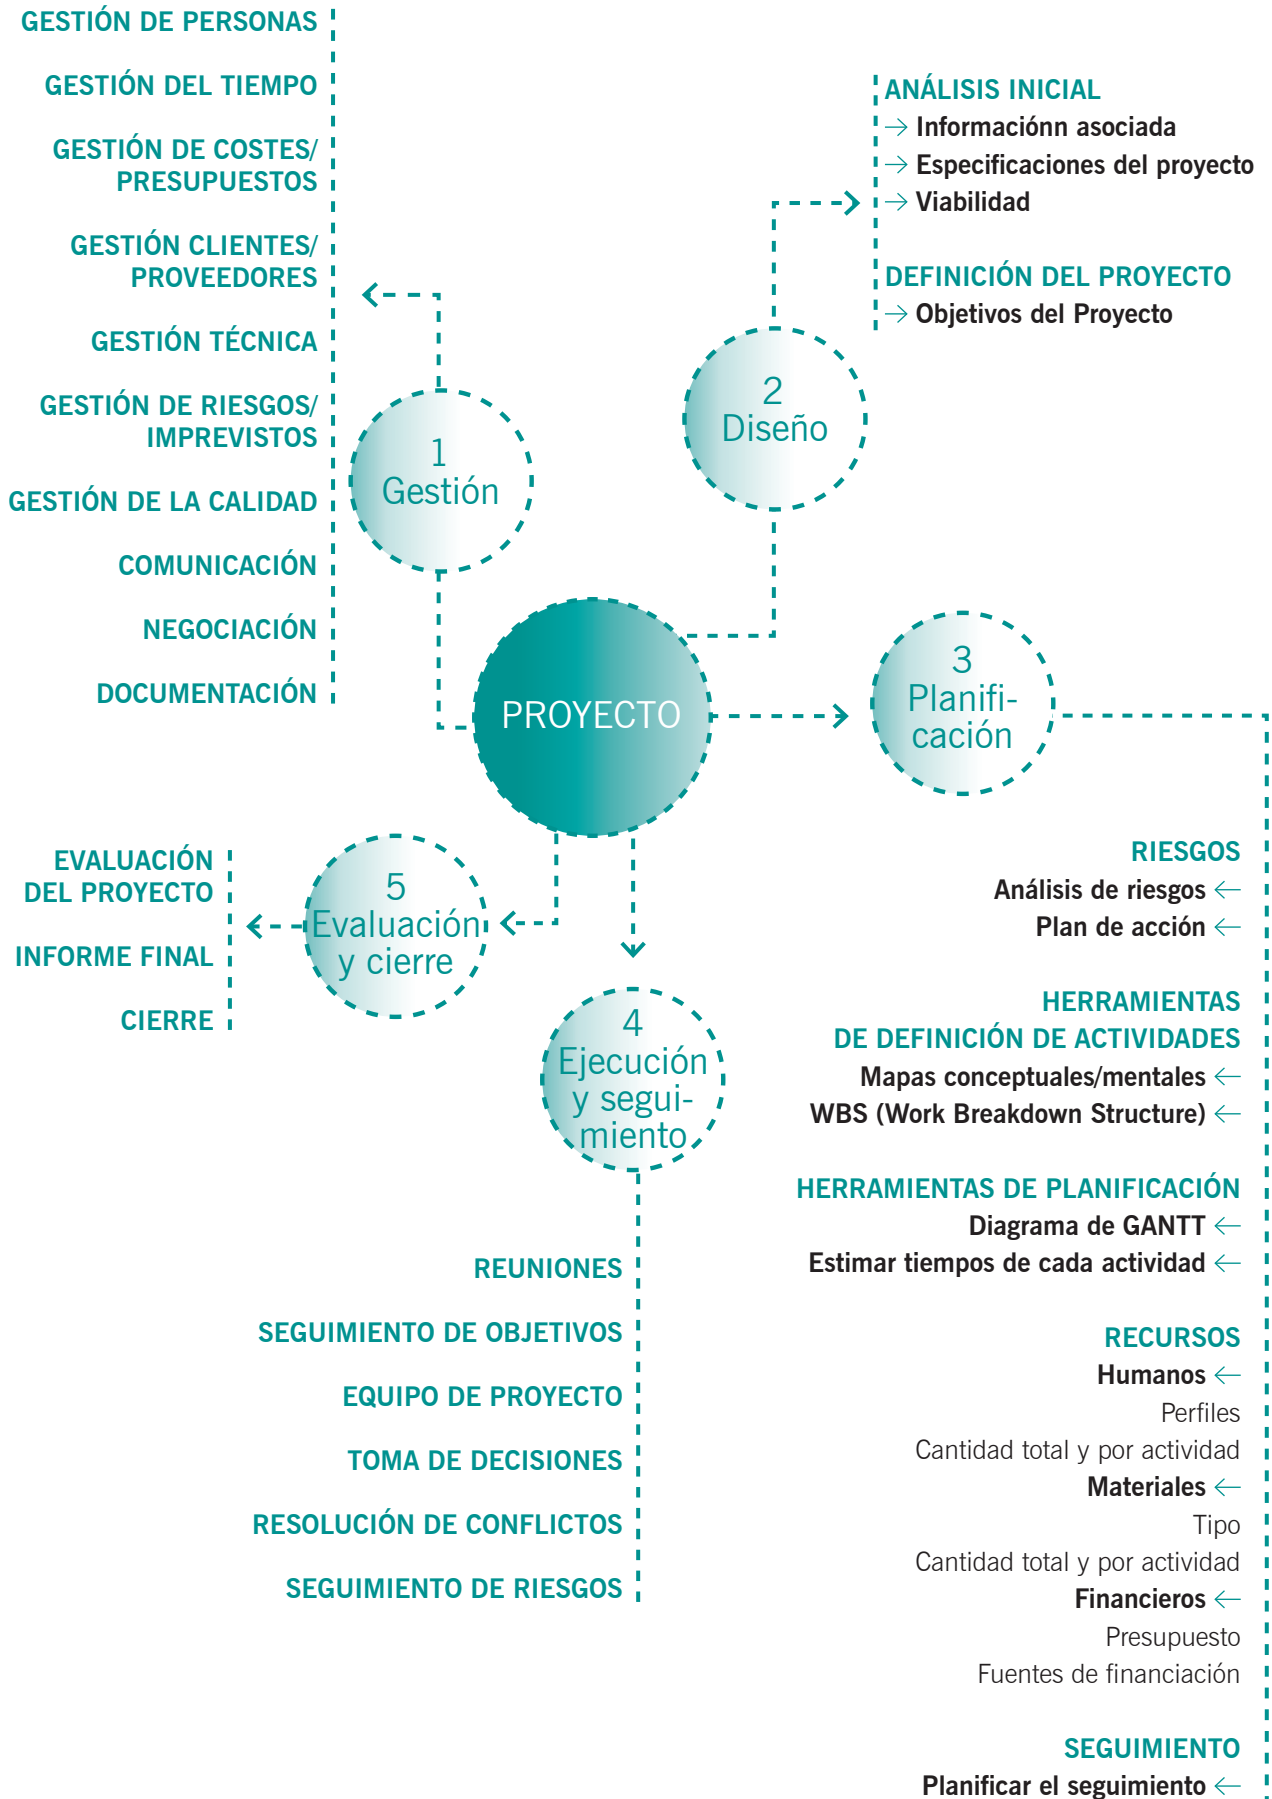 GESTIÓN DE PERSONAS
GESTIÓN DEL TIEMPO
GESTIÓN DE COSTES/
PRESUPUESTOS
GESTIÓN CLIENTES/
PROVEEDORES
GESTIÓN TÉCNICA
GESTIÓN DE RIESGOS/
IMPREVISTOS
GESTIÓN DE LA CALIDAD
COMUNICACIÓN
NEGOCIACIÓN
DOCUMENTACIÓN
1
Gestión
ANÁLISIS INICIAL
→ Informaciónn asociada
→ Especificaciones del proyecto
→ Viabilidad
DEFINICIÓN DEL PROYECTO
→ Objetivos del Proyecto
2
Diseño
PROYECTO
3
Planifi-
cación
RIESGOS
Análisis de riesgos ←
Plan de acción ←
HERRAMIENTAS
DE DEFINICIÓN DE ACTIVIDADES
Mapas conceptuales/mentales ←
WBS (Work Breakdown Structure) ←
HERRAMIENTAS DE PLANIFICACIÓN
Diagrama de GANTT ←
Estimar tiempos de cada actividad ←
RECURSOS
Humanos ←
Perfiles
Cantidad total y por actividad
Materiales ←
Tipo
Cantidad total y por actividad
Financieros ←
Presupuesto
Fuentes de financiación
SEGUIMIENTO
Planificar el seguimiento ←
4
Ejecución
y segui-
miento
REUNIONES
SEGUIMIENTO DE OBJETIVOS
EQUIPO DE PROYECTO
TOMA DE DECISIONES
RESOLUCIÓN DE CONFLICTOS
SEGUIMIENTO DE RIESGOS
5
Evaluación
y cierre
EVALUACIÓN
DEL PROYECTO
INFORME FINAL
CIERRE